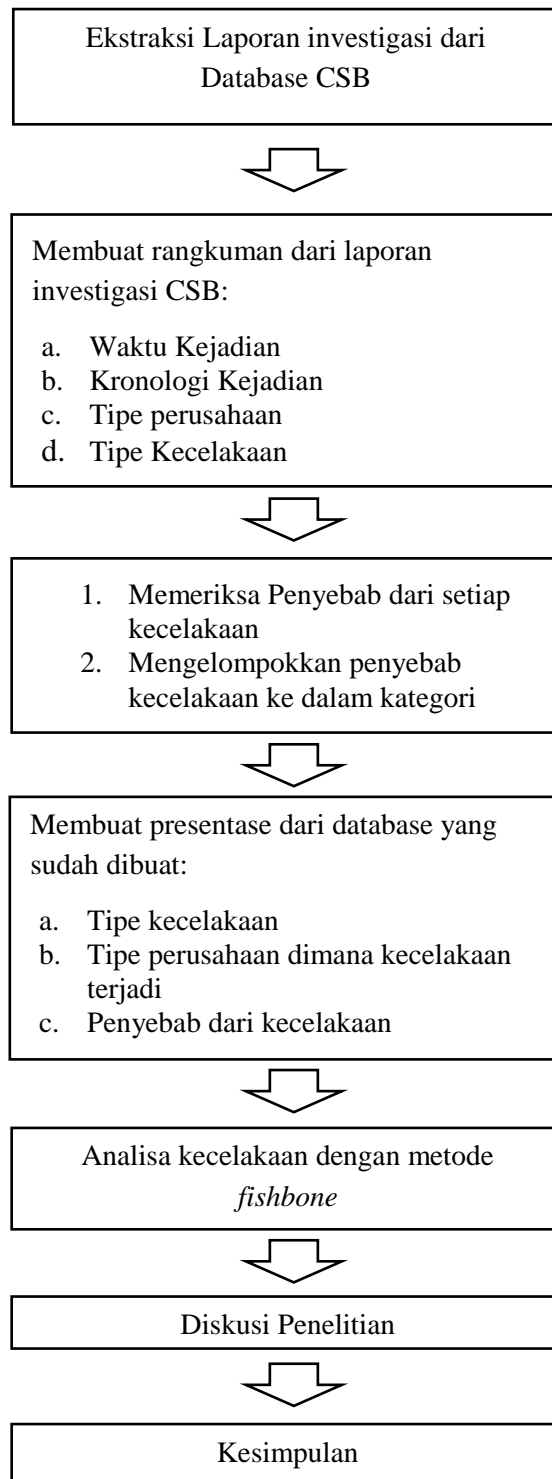 Ekstraksi Laporan investigasi dari
Database CSB
Membuat rangkuman dari laporan
investigasi CSB:
a. Waktu Kejadian
b. Kronologi Kejadian
c. Tipe perusahaan
d. Tipe Kecelakaan
1. Memeriksa Penyebab dari setiap
kecelakaan
2. Mengelompokkan penyebab
kecelakaan ke dalam kategori
Membuat presentase dari database yang
sudah dibuat:
a. Tipe kecelakaan
b. Tipe perusahaan dimana kecelakaan
terjadi
c. Penyebab dari kecelakaan
Analisa kecelakaan dengan metode
fishbone
Diskusi Penelitian
Kesimpulan